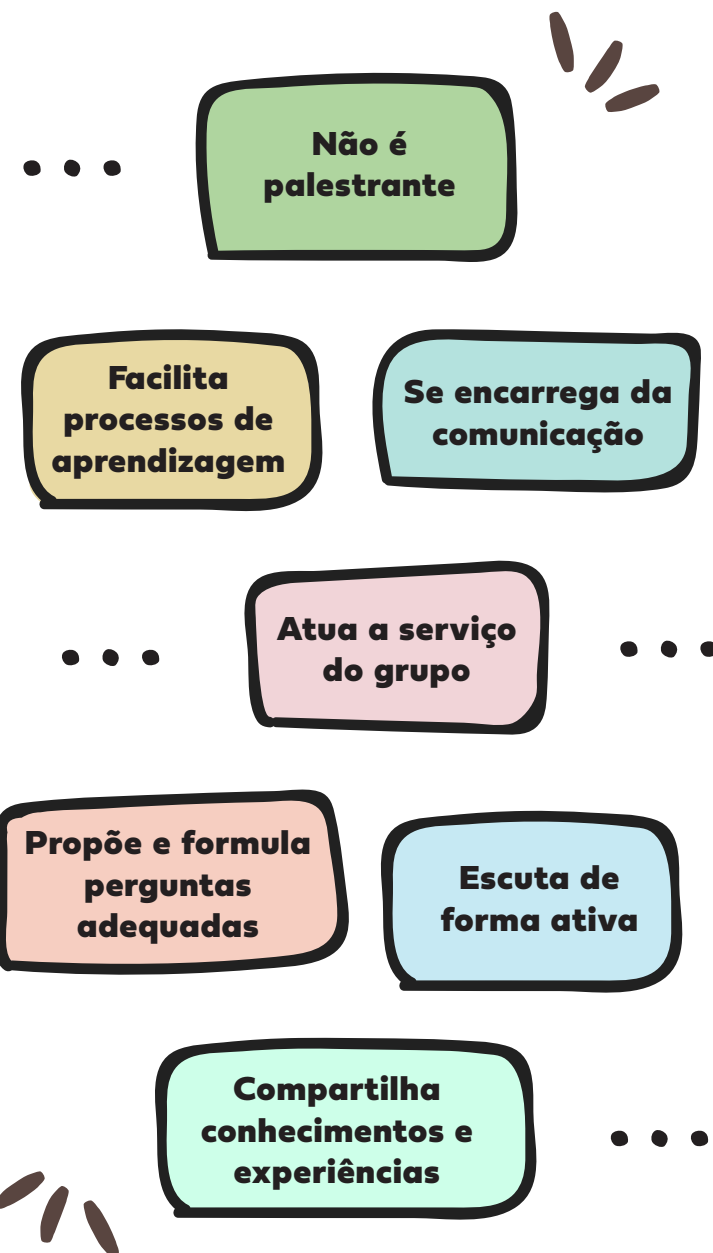 Não é
palestrante
Facilita
processos de
aprendizagem
Se encarrega da
comunicação
Atua a serviço
do grupo
Propõe e formula
perguntas
adequadas
Escuta de
forma ativa
Compartilha
conhecimentos e
experiências